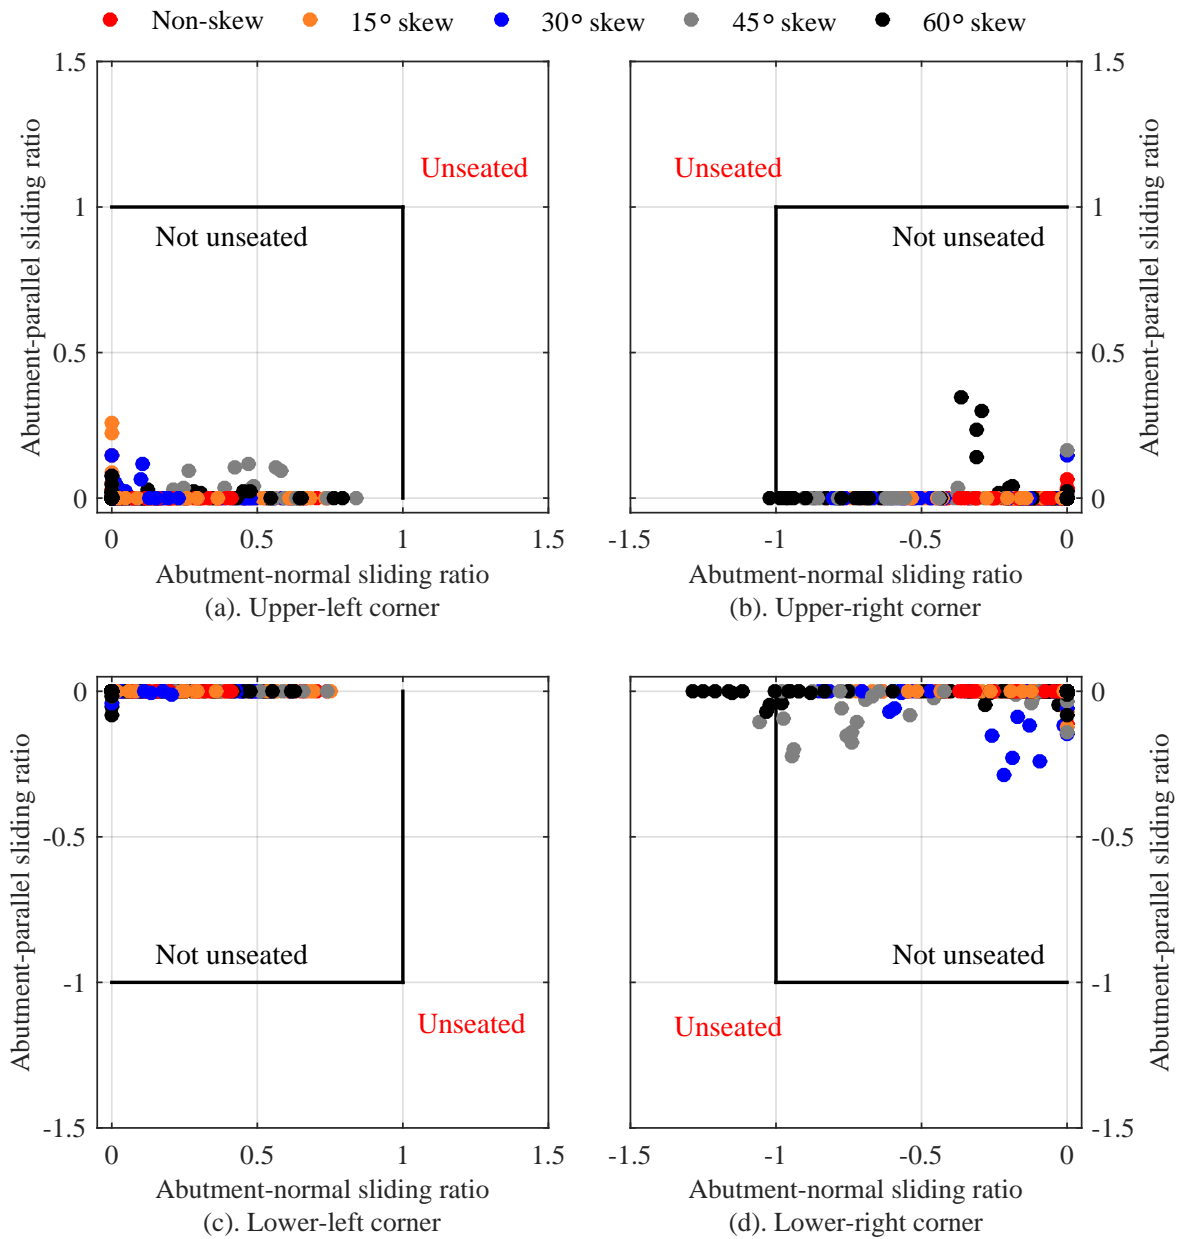 Non-skew 15° skew 30° skew 45° skew 60° skew
1.5
1
0.5
0
Abutment-parallel sliding ratio
Unseated
Not unseated
0 0.5 1 1.5
Abutment-normal sliding ratio
(a). Upper-left corner
1.5
1
0.5
0
Abutment-parallel sliding ratio
Unseated
Not unseated
-1.5 -1 -0.5 0
Abutment-normal sliding ratio
(b). Upper-right corner
0
-0.5
-1
-1.5
Abutment-parallel sliding ratio
Not unseated
Unseated
0 0.5 1 1.5
Abutment-normal sliding ratio
(c). Lower-left corner
0
-0.5
-1
-1.5
Abutment-parallel sliding ratio
Not unseated
Unseated
-1.5 -1 -0.5 0
Abutment-normal sliding ratio
(d). Lower-right corner